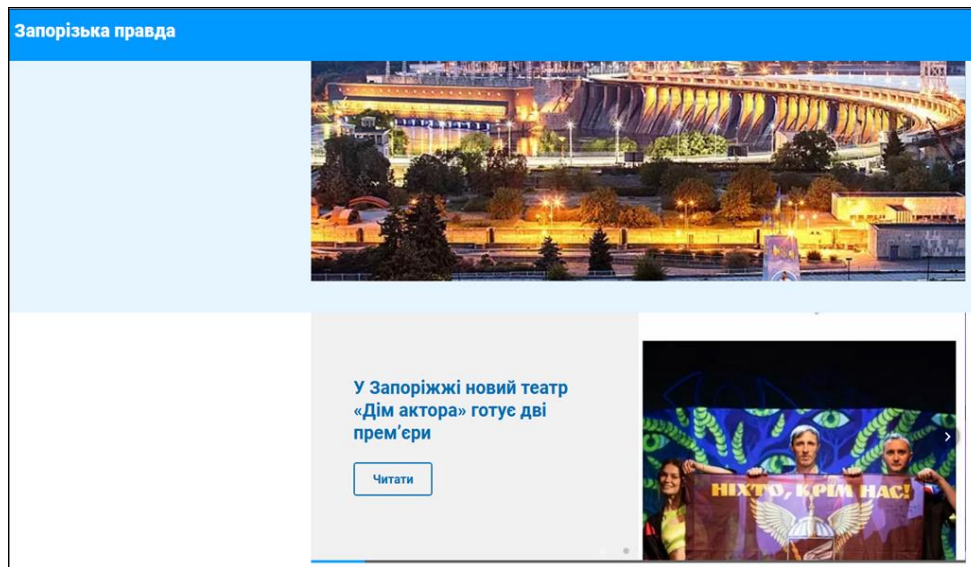 Запорізька правда
У Запоріжжі новий театр
«Дім актора» готує дві
прем’єри
Читати
НІХТО, КРІМ НАС!